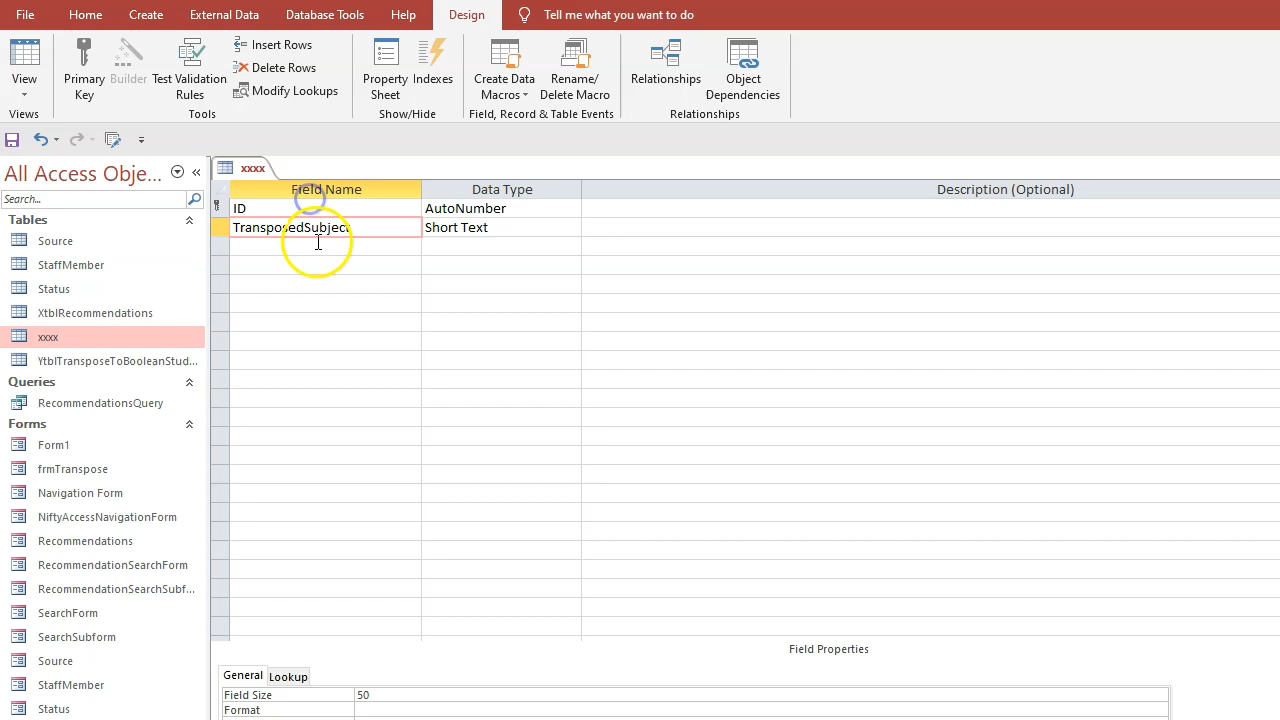 File Home Create External Data Database Tools Help Design Tell me what you want to do
View
Primary Key
Builder
Test Validation Rules
Insert Rows
Delete Rows
Modify Lookups
Property Sheet
Indexes
Create Data Macros
Rename/ Delete Macro
Relationships
Object Dependencies
Views Tools Show/Hide Field, Record & Table Events Relationships
All Access Obje...
Search...
Tables
Source
StaffMember
Status
XtblRecommendations
xxxx
YtblTransposeToBooleanStud...
Queries
RecommendationsQuery
Forms
Form1
frmTranspose
Navigation Form
NiftyAccessNavigationForm
Recommendations
RecommendationSearchForm
RecommendationSearchSubf...
SearchForm
SearchSubform
Source
StaffMember
Status
xxxx
Field Name Data Type Description (Optional)
ID AutoNumber
TransposedSubject Short Text
Field Properties
General Lookup
Field Size 50
Format